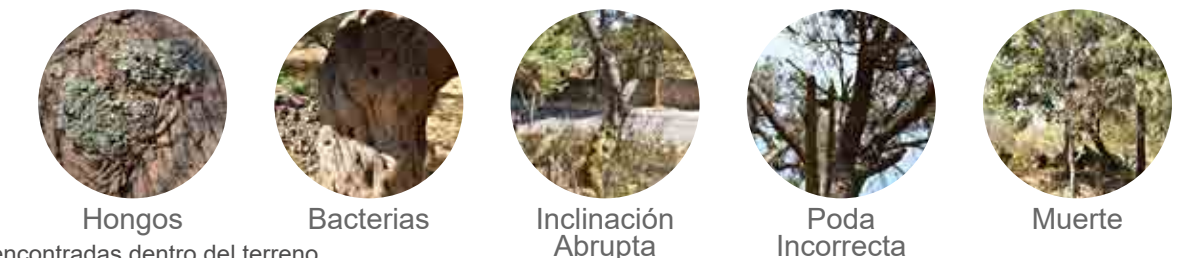 Hongos
Bacterias
Inclinación
Abrupta
Poda
Incorrecta
Muerte
encontradas dentro del terreno